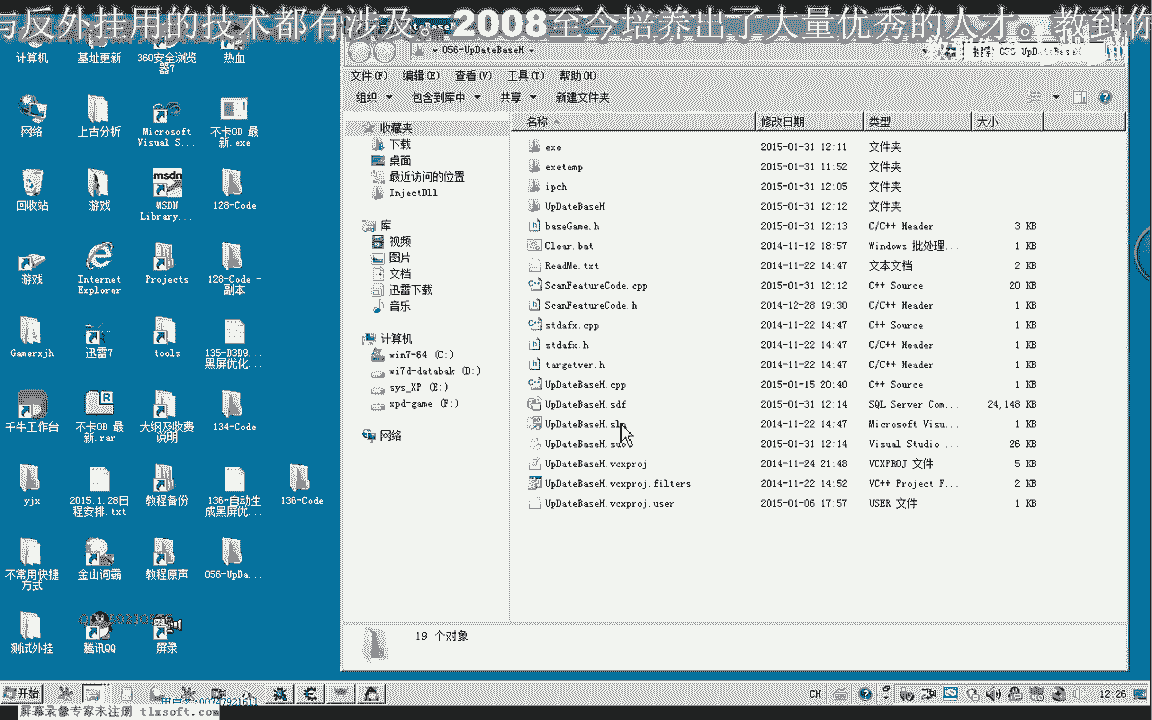 与反外挂用的技术都有涉及。2008至今培养出了大量优秀的人才。教到你
056-UpDateBaseH
文件(F) 编辑(E) 查看(V) 工具(T) 帮助(H)
组织 包含到库中 共享 新建文件夹
收藏夹
下载
桌面
最近访问的位置
InjectDll
库
视频
图片
文档
迅雷下载
音乐
计算机
win7-64 (C:)
wi7d-databak (D:)
sys_XP (E:)
xpd-game (F:)
网络
名称 修改日期 类型 大小
exe 2015-01-31 12:11 文件夹
exetemp 2015-01-31 11:52 文件夹
ipch 2015-01-31 12:05 文件夹
UpDateBaseH 2015-01-31 12:12 文件夹
baseGame.h 2015-01-31 12:13 C/C++ Header 3 KB
Clear.bat 2014-11-12 18:57 Windows 批处理... 1 KB
ReadMe.txt 2014-11-22 14:47 文本文档 2 KB
ScanFeatureCode.cpp 2015-01-31 12:12 C++ Source 20 KB
ScanFeatureCode.h 2014-12-28 19:30 C/C++ Header 1 KB
stdafx.cpp 2014-11-22 14:47 C++ Source 1 KB
stdafx.h 2014-11-22 14:47 C/C++ Header 1 KB
targetver.h 2014-11-22 14:47 C/C++ Header 1 KB
UpDateBaseH.cpp 2015-01-15 20:40 C++ Source 1 KB
UpDateBaseH.sdf 2015-01-31 12:14 SQL Server Com... 24,148 KB
UpDateBaseH.sln 2014-11-22 14:47 Microsoft Visu... 1 KB
UpDateBaseH.suo 2015-01-31 12:14 Visual Studio ... 26 KB
UpDateBaseH.vcxproj 2014-11-24 21:48 VCXPROJ 文件 5 KB
UpDateBaseH.vcxproj.filters 2014-11-22 14:52 VC++ Project F... 2 KB
UpDateBaseH.vcxproj.user 2015-01-06 17:57 USER 文件 1 KB
19 个对象
计算机 基址更新 360安全浏览器7 热血
网络 上古分析 Microsoft Visual S... 不卡OD 最新.exe
回收站 游戏 MSDN Library... 128-Code
游戏 Internet Explorer Projects 128-Code - 副本
Gamerxjh 迅雷7 tools 135-D3D9... 黑屏优化...
千牛工作台 不卡OD 最新.rar 大纲及收费说明 134-Code
yjx 2015.1.28日程安排.txt 教程备份 136-自动生成黑屏优... 136-Code
不常用快捷方式 金山词霸 教程原声 056-UpDa...
测试外挂 腾讯QQ 屏录
开始 CH 12:26
屏幕录像专家未注册 tlxsoft.com